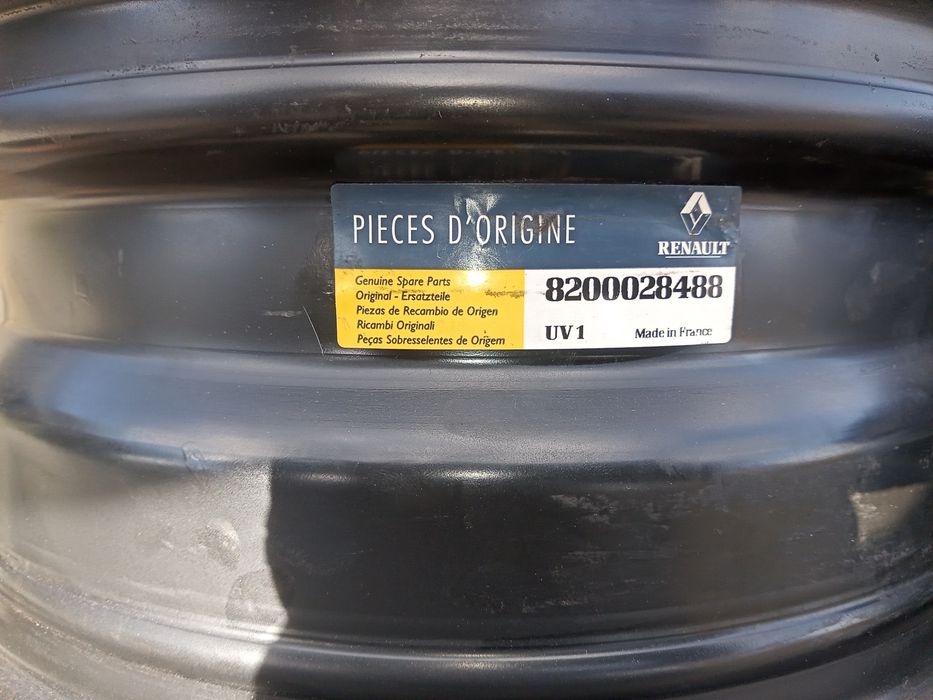 PIECES D'ORIGINE
RENAULT
Genuine Spare Parts
Original - Ersatzteile
Piezas de Recambio de Origen
Ricambi Originali
Peças Sobresselentes de Origem
8200028488
UV1 Made in France